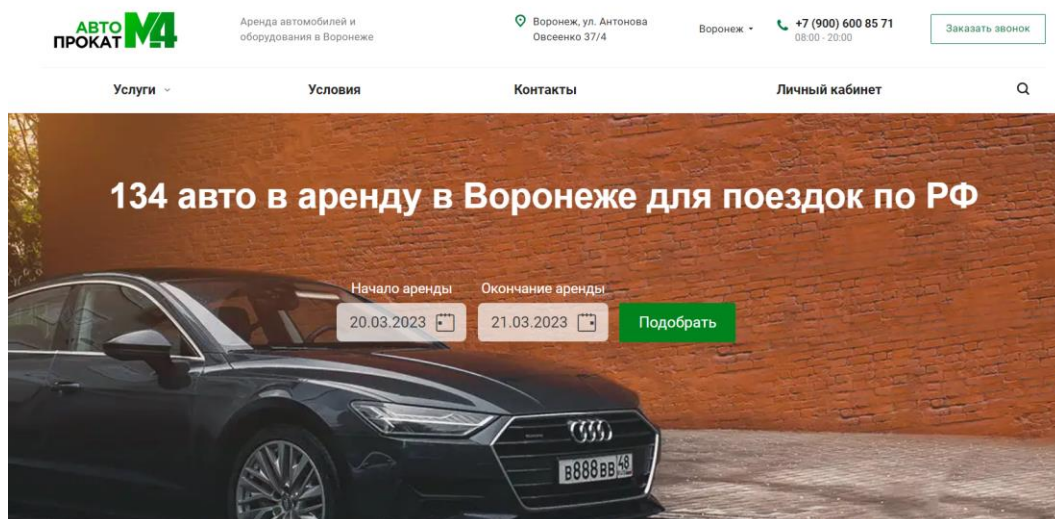 АВТО
ПРОКАТ М4
Аренда автомобилей и
оборудования в Воронеже
Воронеж, ул. Антонова
Овсеенко 37/4
Воронеж
+7 (900) 600 85 71
08:00 - 20:00
Заказать звонок
Услуги
Условия
Контакты
Личный кабинет
134 авто в аренду в Воронеже для поездок по РФ
Начало аренды
Окончание аренды
20.03.2023
21.03.2023
Подобрать
В888ВВ 48